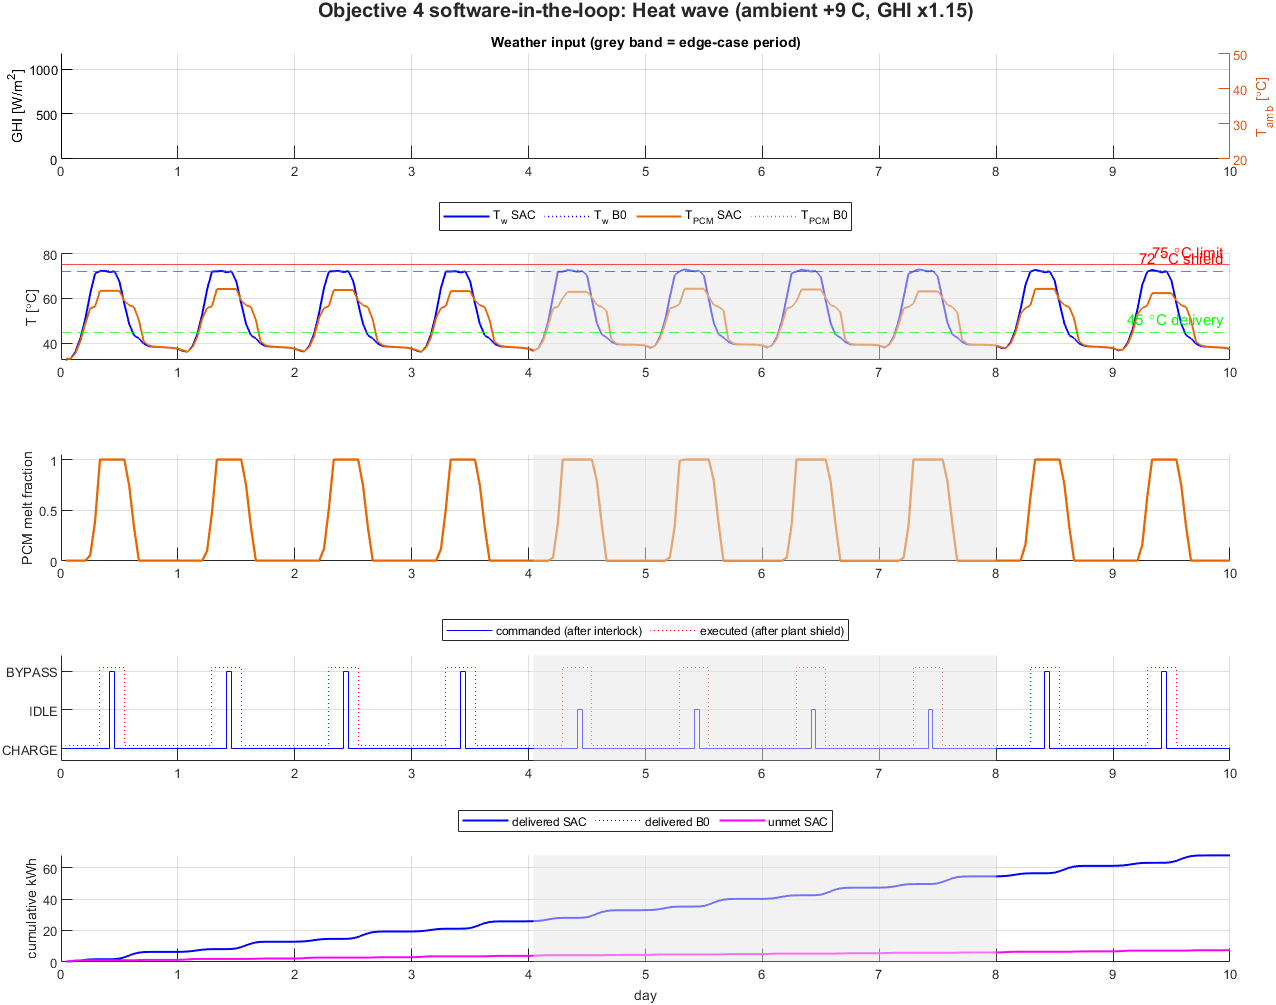 Objective 4 software-in-the-loop: Heat wave (ambient +9 C, GHI x1.15)
Weather input (grey band = edge-case period)
GHI [W/m2]
1000
500
0
50
40
30
20
Tamb [°C]
0 1 2 3 4 5 6 7 8 9 10
Tw SAC Tw B0 TPCM SAC TPCM B0
T [°C]
80
60
40
75 °C limit
72 °C shield
45 °C delivery
0 1 2 3 4 5 6 7 8 9 10
PCM melt fraction
1
0.5
0
0 1 2 3 4 5 6 7 8 9 10
commanded (after interlock) executed (after plant shield)
BYPASS
IDLE
CHARGE
0 1 2 3 4 5 6 7 8 9 10
delivered SAC delivered B0 unmet SAC
cumulative kWh
60
40
20
0
0 1 2 3 4 5 6 7 8 9 10
day